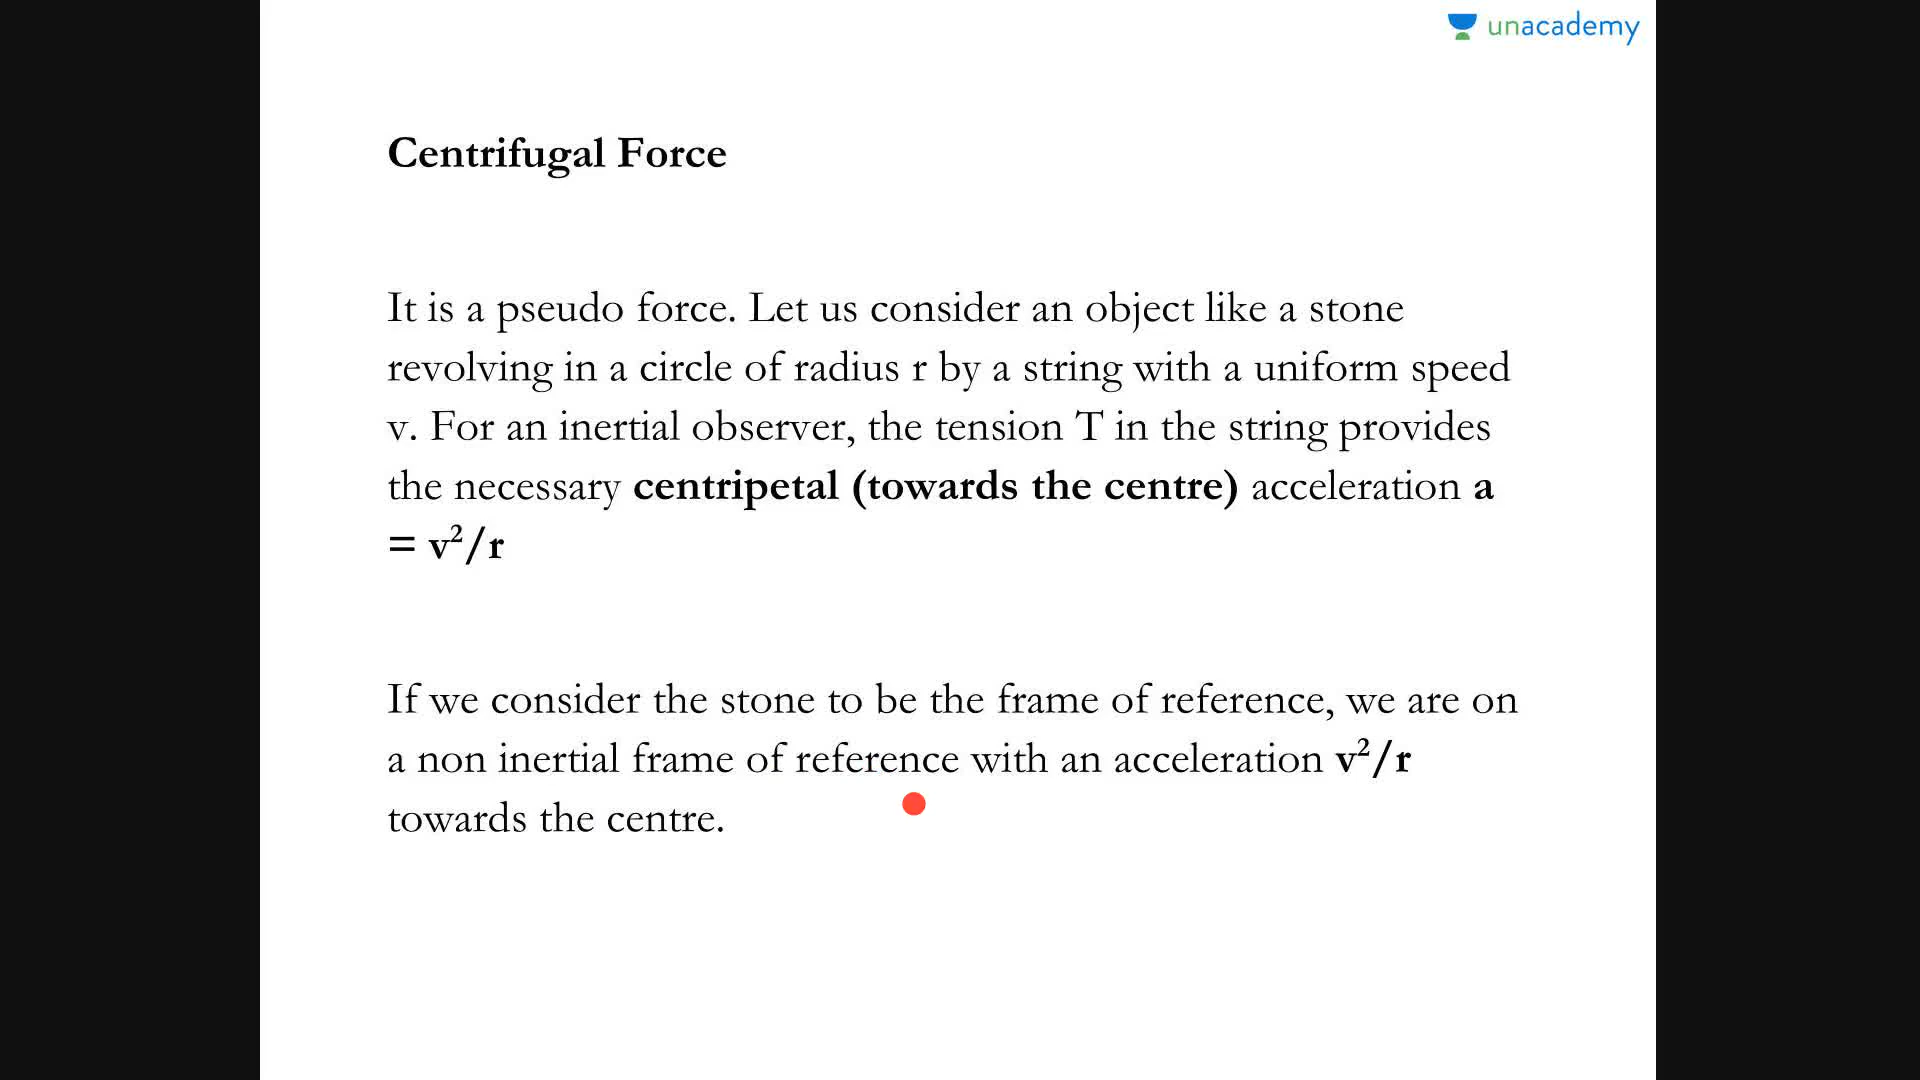 unacademy
Centrifugal Force
It is a pseudo force. Let us consider an object like a stone
revolving in a circle of radius r by a string with a uniform speed
v. For an inertial observer, the tension T in the string provides
the necessary centripetal (towards the centre) acceleration a
= v²/r
If we consider the stone to be the frame of reference, we are on
a non inertial frame of reference with an acceleration v²/r
towards the centre.